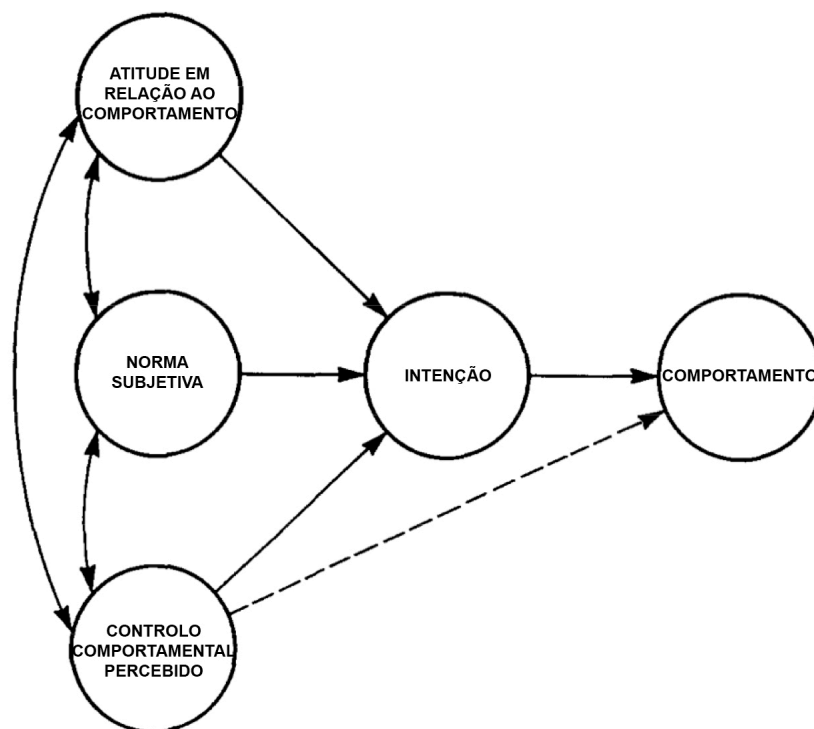 ATITUDE EM
RELAÇÃO AO
COMPORTAMENTO
NORMA
SUBJETIVA
INTENÇÃO
COMPORTAMENTO
CONTROLO
COMPORTAMENTAL
PERCEBIDO